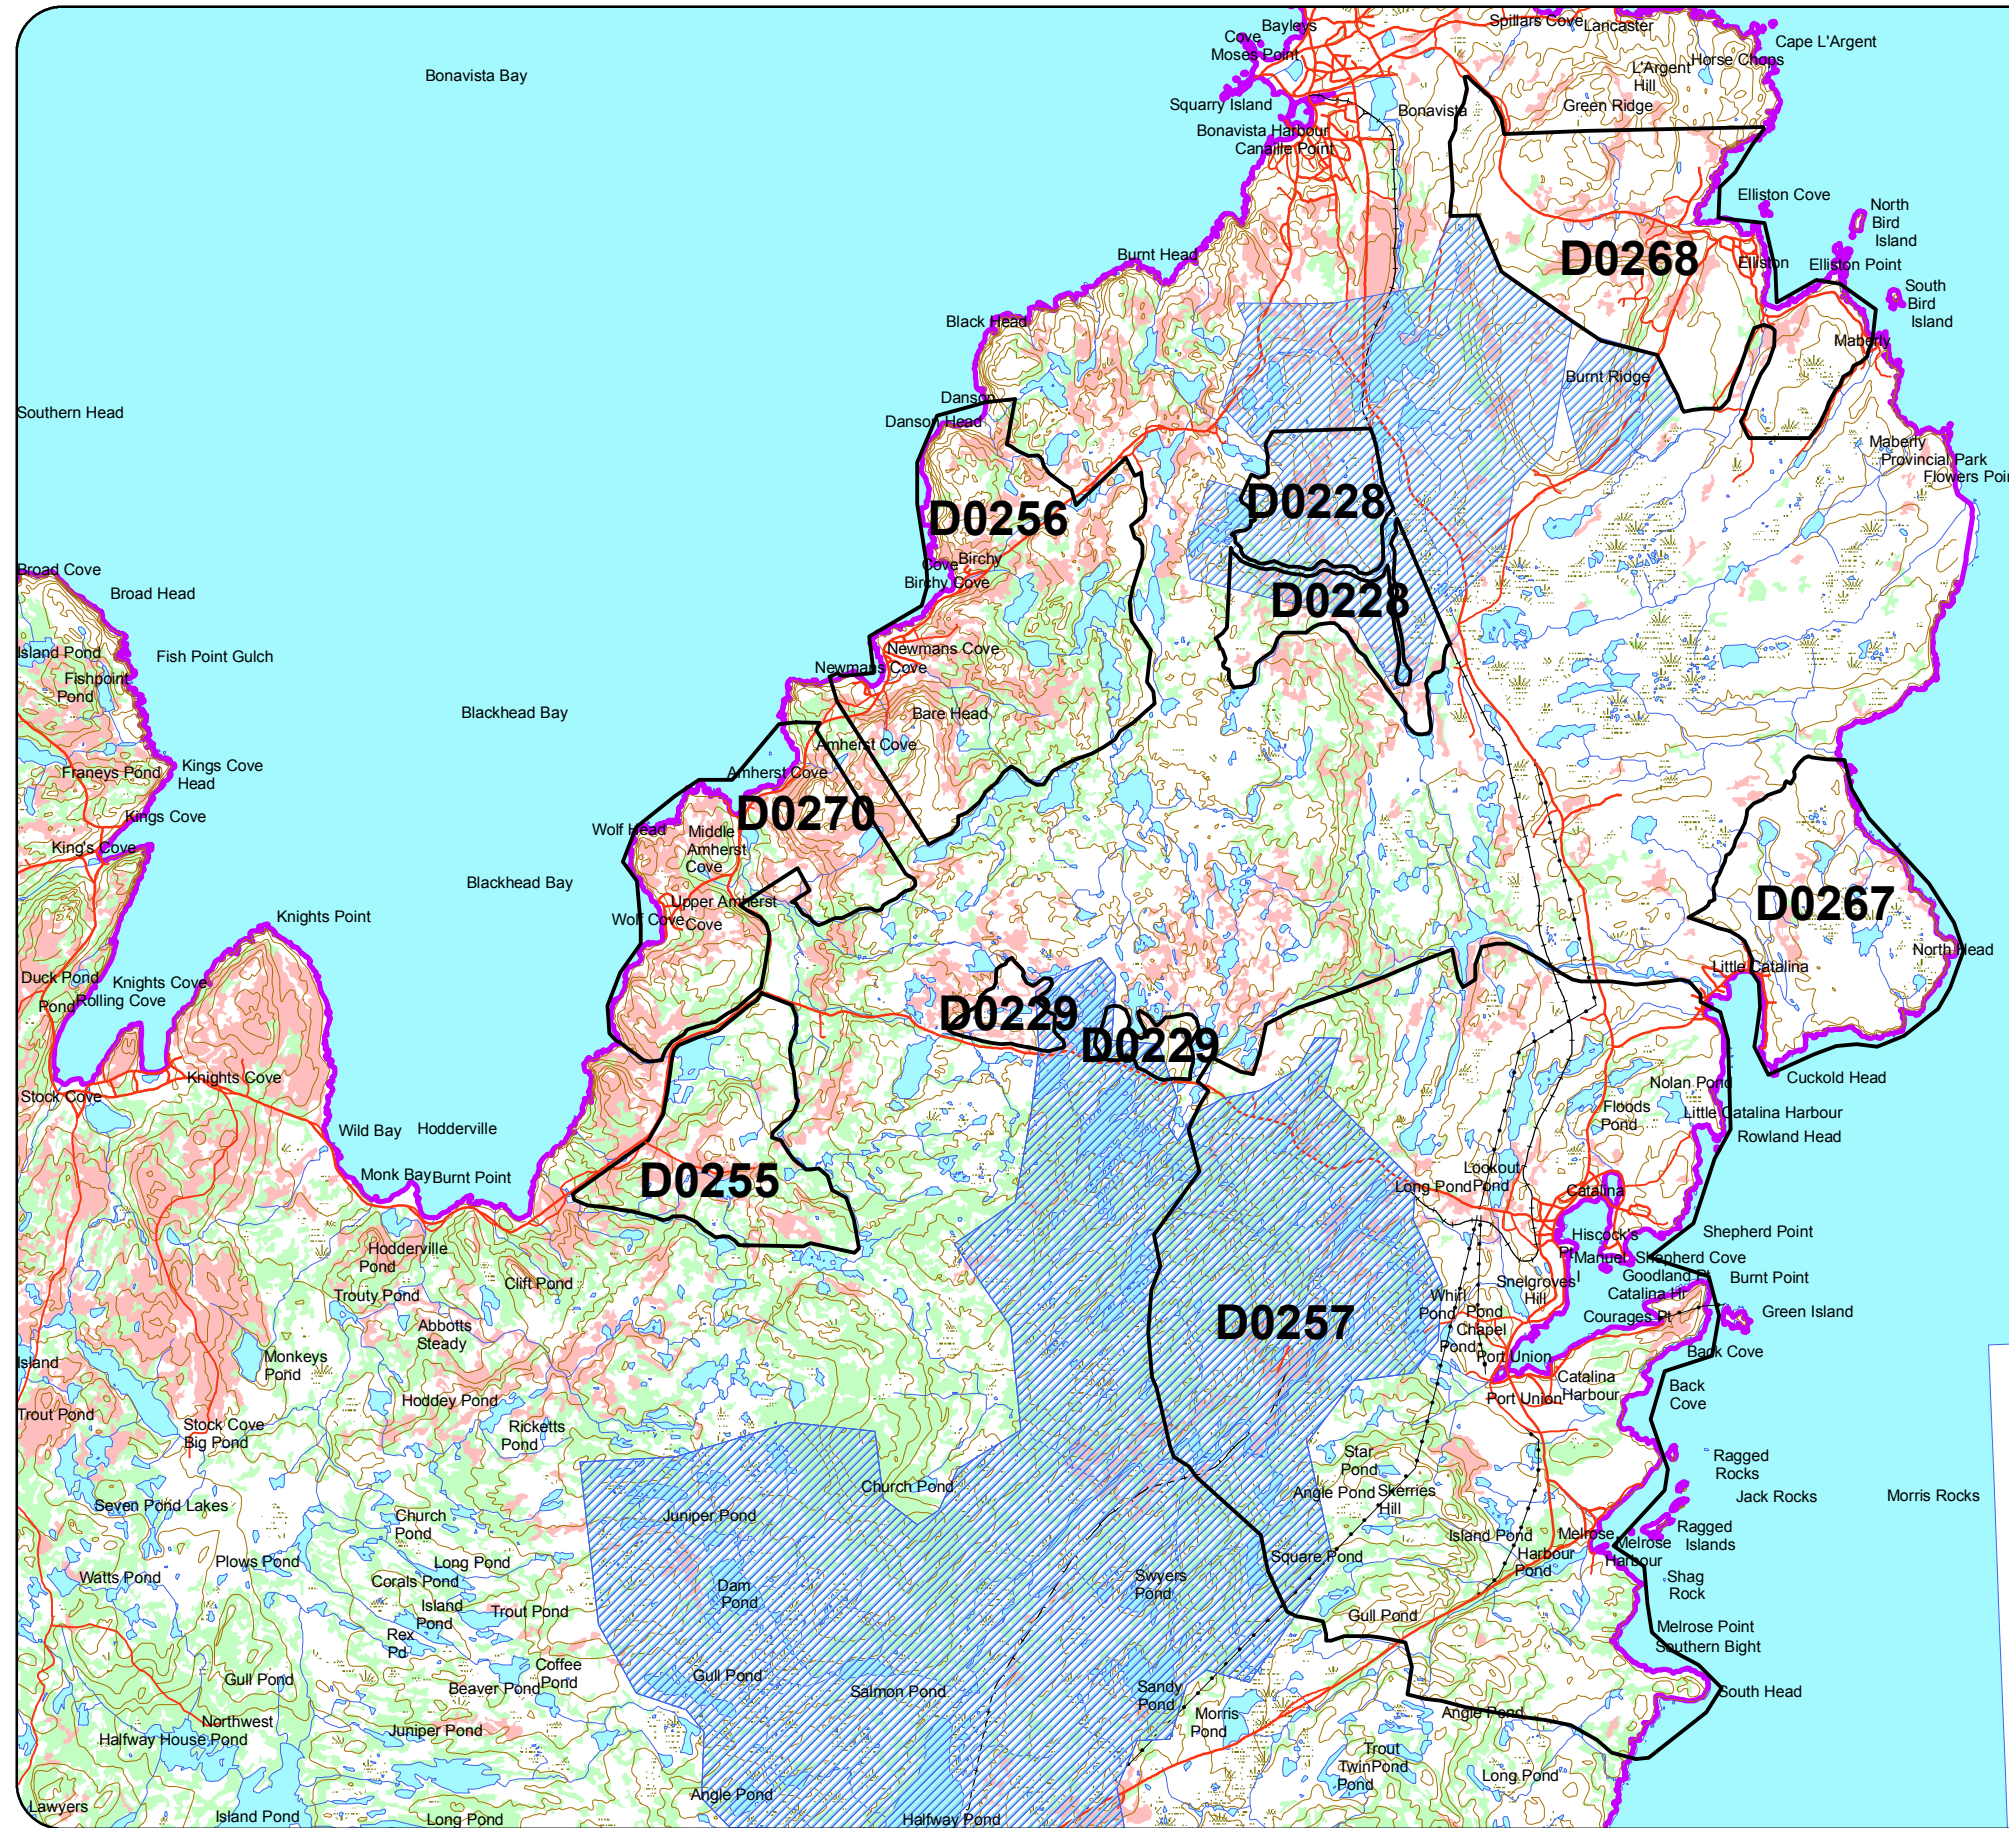 Bayleys
Cove
Moses Point
Spillars Cove
Lancaster
Cape L'Argent
Horse Chops
L'Argent
Hill
Green Ridge
Bonavista Bay
Squarry Island
Bonavista
Bonavista Harbour
Canaille Point
Elliston Cove
North
Bird
Island
D0268
Elliston
Elliston Point
South
Bird
Island
Burnt Head
Black Head
Maberly
Burnt Ridge
Danson
Danson Head
Southern Head
Maberly
Provincial Park
Flowers Poin
D0256
D0228
Birchy
Cove
Birchy Cove
D0228
Broad Cove
Broad Head
Island Pond
Fish Point Gulch
Fishpoint
Pond
Newmans Cove
Newmans Cove
Blackhead Bay
Bare Head
Amherst Cove
Amherst Cove
Franeys Pond
Kings Cove
Head
Kings Cove
King's Cove
D0270
Wolf Head
Middle
Amherst
Cove
Blackhead Bay
Upper Amherst
Cove
Wolf Cove
Knights Point
D0267
North Head
Little Catalina
Duck Pond
Knights Cove
Pond
Rolling Cove
D0229
D0229
Knights Cove
Stock Cove
Cuckold Head
Nolan Pond
Floods
Pond
Little Catalina Harbour
Rowland Head
Wild Bay
Hodderville
Monk Bay
Burnt Point
D0255
Lookout
Pond
Long Pond
Catalina
Hiscock's
Pt
Manuel
I
Shepherd Point
Shepherd Cove
Goodland Pt
Catalina Hr
Burnt Point
Courages Pt
Green Island
Hodderville
Pond
Clift Pond
Trouty Pond
Abbotts
Steady
Snelgroves
Hill
Whirl
Pond
Pond
Chapel
Pond
D0257
Port Union
Back Cove
Back
Cove
Catalina
Harbour
Port Union
Island
Monkeys
Pond
Trout Pond
Hoddey Pond
Stock Cove
Big Pond
Ricketts
Pond
Star
Pond
Ragged
Rocks
Jack Rocks
Morris Rocks
Church Pond
Angle Pond
Skerries
Hill
Seven Pond Lakes
Church
Pond
Juniper Pond
Island Pond
Melrose
Melrose
Harbour
Ragged
Islands
Harbour
Pond
Plows Pond
Long Pond
Square Pond
Watts Pond
Corals Pond
Dam
Pond
Swyers
Pond
Shag
Rock
Island
Pond
Trout Pond
Gull Pond
Rex
Pd
Melrose Point
Southern Bight
Coffee
Pond
Gull Pond
Beaver Pond
Gull Pond
Salmon Pond
Sandy
Pond
South Head
Angle Pond
Morris
Pond
Northwest
Halfway House Pond
Juniper Pond
Trout
Pond
Twin
Pond
Long Pond
Angle Pond
Lawyers
Island Pond
Long Pond
Halfway Pond